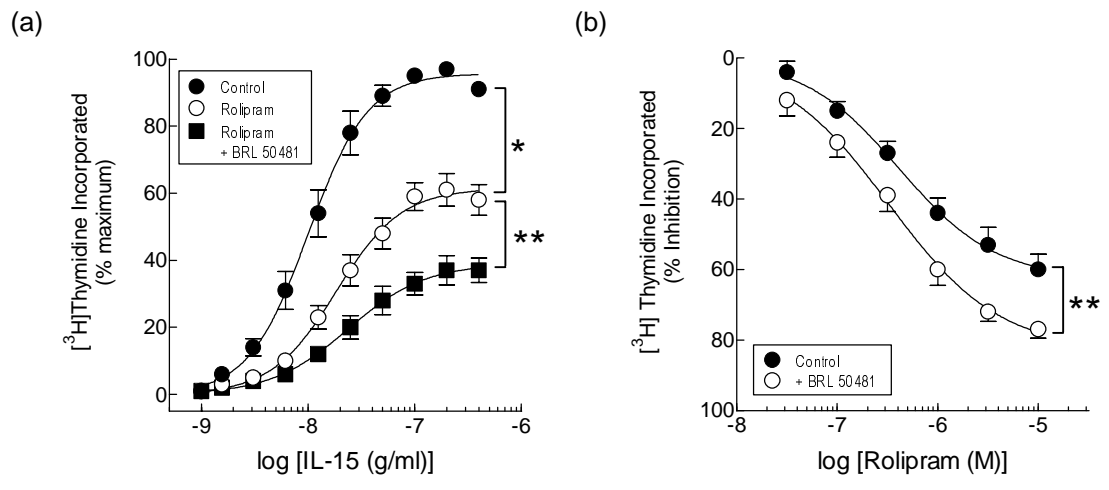 (a)
[³H]Thymidine Incorporated
(% maximum)
100
80
60
40
20
0
Control
Rolipram
Rolipram
+ BRL 50481
*
**
-9
-8
-7
-6
log [IL-15 (g/ml)]
(b)
[³H] Thymidine Incorporated
(% Inhibition)
0
20
40
60
80
100
Control
+ BRL 50481
**
-8
-7
-6
-5
log [Rolipram (M)]